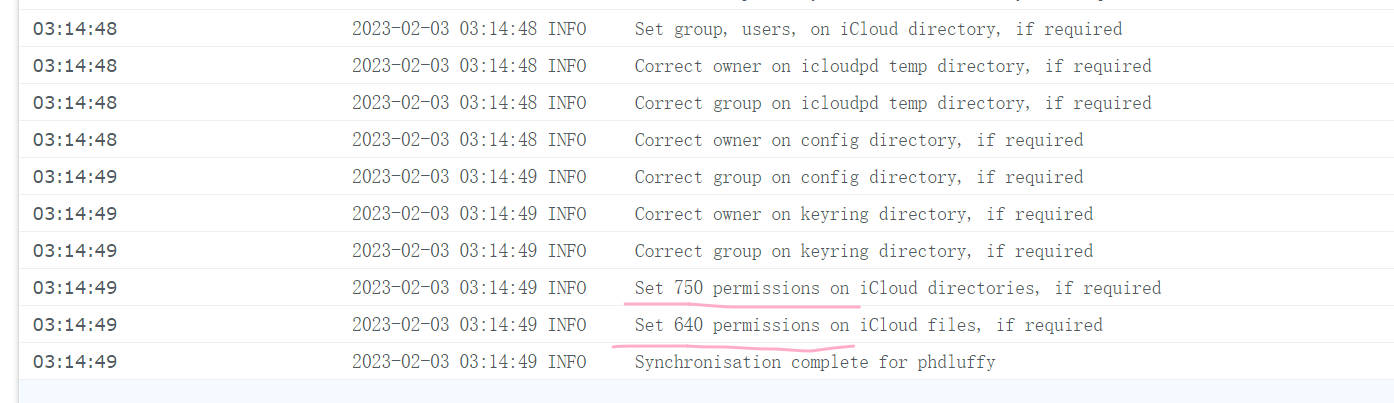 03:14:48 2023-02-03 03:14:48 INFO Set group, users, on iCloud directory, if required
03:14:48 2023-02-03 03:14:48 INFO Correct owner on icloudpd temp directory, if required
03:14:48 2023-02-03 03:14:48 INFO Correct group on icloudpd temp directory, if required
03:14:48 2023-02-03 03:14:48 INFO Correct owner on config directory, if required
03:14:49 2023-02-03 03:14:49 INFO Correct group on config directory, if required
03:14:49 2023-02-03 03:14:49 INFO Correct owner on keyring directory, if required
03:14:49 2023-02-03 03:14:49 INFO Correct group on keyring directory, if required
03:14:49 2023-02-03 03:14:49 INFO Set 750 permissions on iCloud directories, if required
03:14:49 2023-02-03 03:14:49 INFO Set 640 permissions on iCloud files, if required
03:14:49 2023-02-03 03:14:49 INFO Synchronisation complete for phdluffy